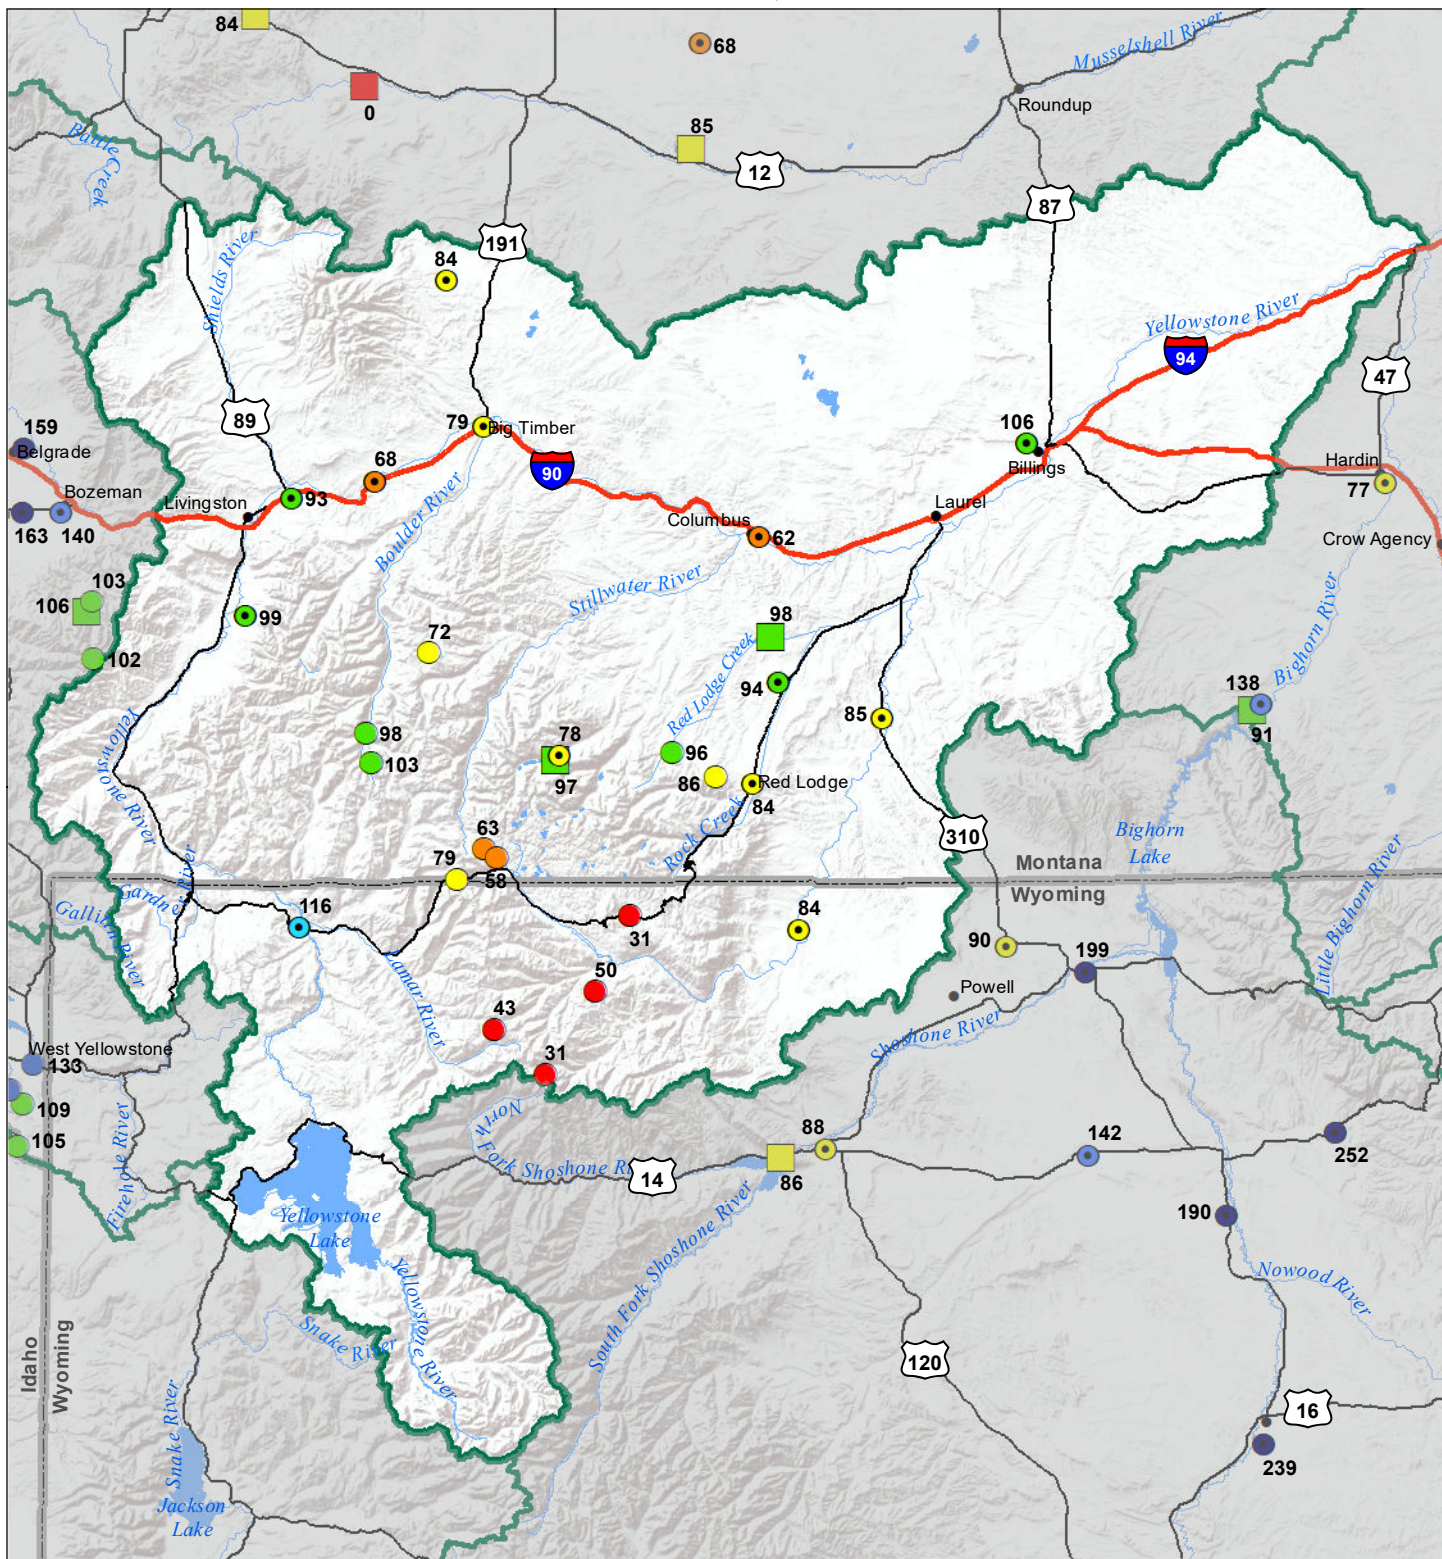 84
68
0
85
12
Musselshell River
Roundup
Battle Creek
87
191
84
Shields River
Yellowstone River
94
47
89
79
Big Timber
106
Billings
Hardin
77
159
Belgrade
90
68
Bozeman
Livingston
93
163
140
Boulder River
Columbus
62
Laurel
Crow Agency
Stillwater River
103
106
99
98
72
102
Red Lodge Creek
94
Bighorn River
138
91
85
Yellowstone River
98
103
78
97
96
86
Red Lodge
84
Rock Creek
63
79
58
310
Bighorn
Lake
Montana
Wyoming
Little Bighorn River
Gardner River
Gallatin River
116
31
84
90
199
Lamar River
50
Powell
43
Shoshone River
31
West Yellowstone
133
109
105
Firehole River
North
Fork Shoshone R
14
88
86
142
252
190
Yellowstone
Lake
Yellowstone River
South Fork Shoshone River
Nowood River
Snake River
Idaho
Wyoming
120
16
239
Snake River
Jackson
Lake